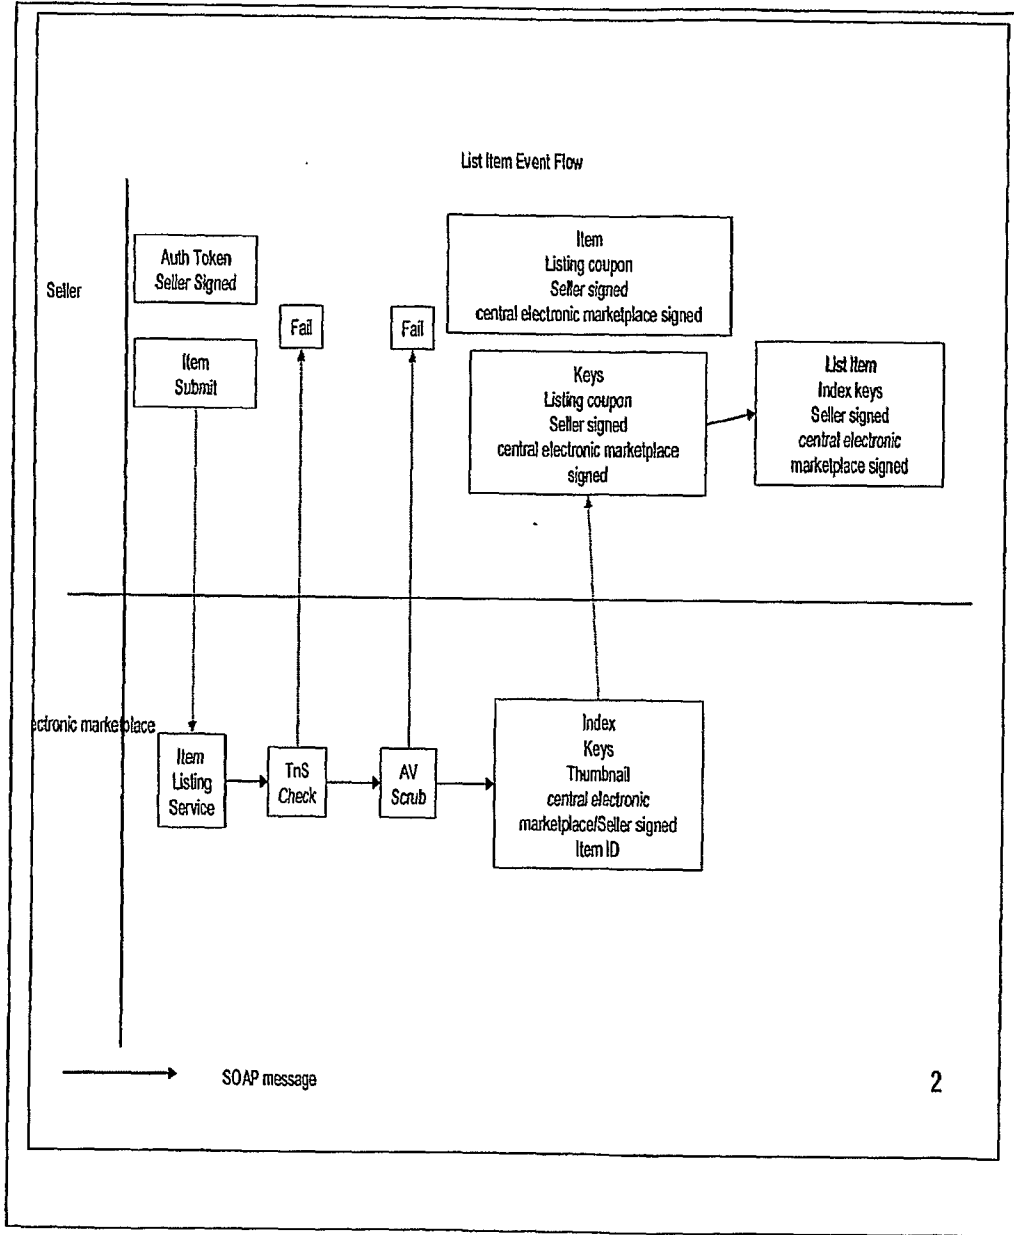 List Item Event Flow
Seller
Auth Token
Seller Signed
Item
Submit
Fail
Fail
Item
Listing coupon
Seller signed
central electronic marketplace signed
Keys
Listing coupon
Seller signed
central electronic marketplace
signed
List Item
Index keys
Seller signed
central electronic
marketplace signed
ectronic marketplace
Item
Listing
Service
TnS
Check
AV
Scrub
Index
Keys
Thumbnail
central electronic
marketplace/Seller signed
Item ID
SOAP message
2